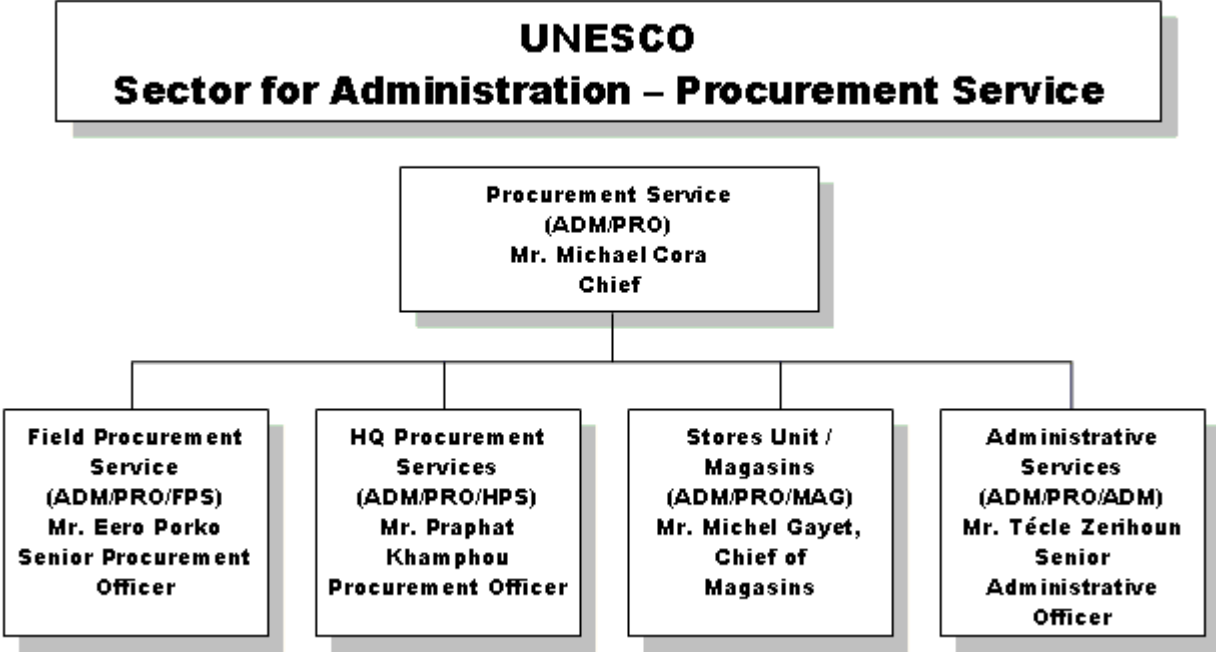 UNESCO
Sector for Administration – Procurement Service
Procurement Service
(ADM/PRO)
Mr. Michael Cora
Chief
Field Procurement
Service
(ADM/PRO/FPS)
Mr. Eero Porko
Senior Procurement
Officer
HQ Procurement
Services
(ADM/PRO/HPS)
Mr. Praphat
Khamphou
Procurement Officer
Stores Unit /
Magasins
(ADM/PRO/MAG)
Mr. Michel Gayet,
Chief of
Magasins
Administrative
Services
(ADM/PRO/ADM)
Mr. Técle Zerihoun
Senior
Administrative
Officer